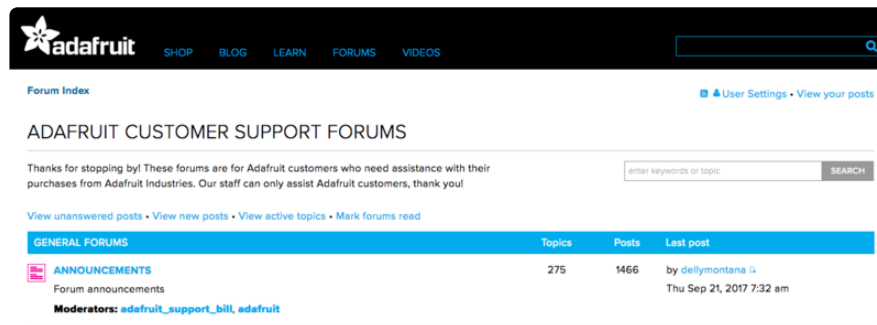 adafruit SHOP BLOG LEARN FORUMS VIDEOS
Forum Index
User Settings • View your posts
ADAFRUIT CUSTOMER SUPPORT FORUMS
Thanks for stopping by! These forums are for Adafruit customers who need assistance with their
purchases from Adafruit Industries. Our staff can only assist Adafruit customers, thank you!
enter keywords or topic SEARCH
View unanswered posts • View new posts • View active topics • Mark forums read
GENERAL FORUMS Topics Posts Last post
ANNOUNCEMENTS 275 1466 by dellymontana
Forum announcements Thu Sep 21, 2017 7:32 am
Moderators: adafruit_support_bill, adafruit